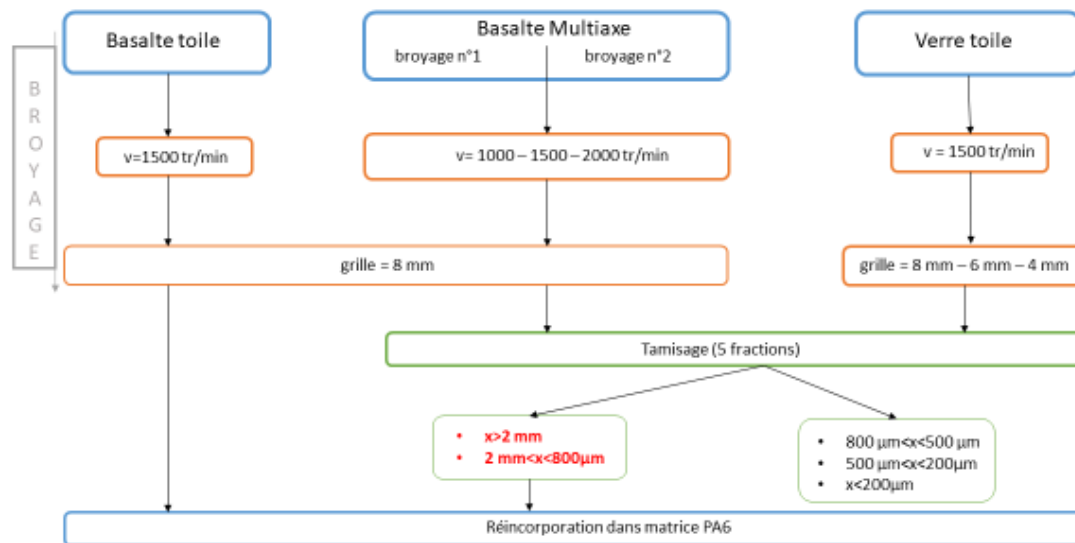 Basalte toile
Basalte Multiaxe
Verre toile
broyage n°1
broyage n°2
BROYAGE
v=1500 tr/min
v= 1000 – 1500 – 2000 tr/min
v = 1500 tr/min
grille = 8 mm
grille = 8 mm – 6 mm – 4 mm
Tamisage (5 fractions)
• x>2 mm
• 2 mm<x<800µm
• 800 µm<x<500 µm
• 500 µm<x<200µm
• x<200µm
Réincorporation dans matrice PA6